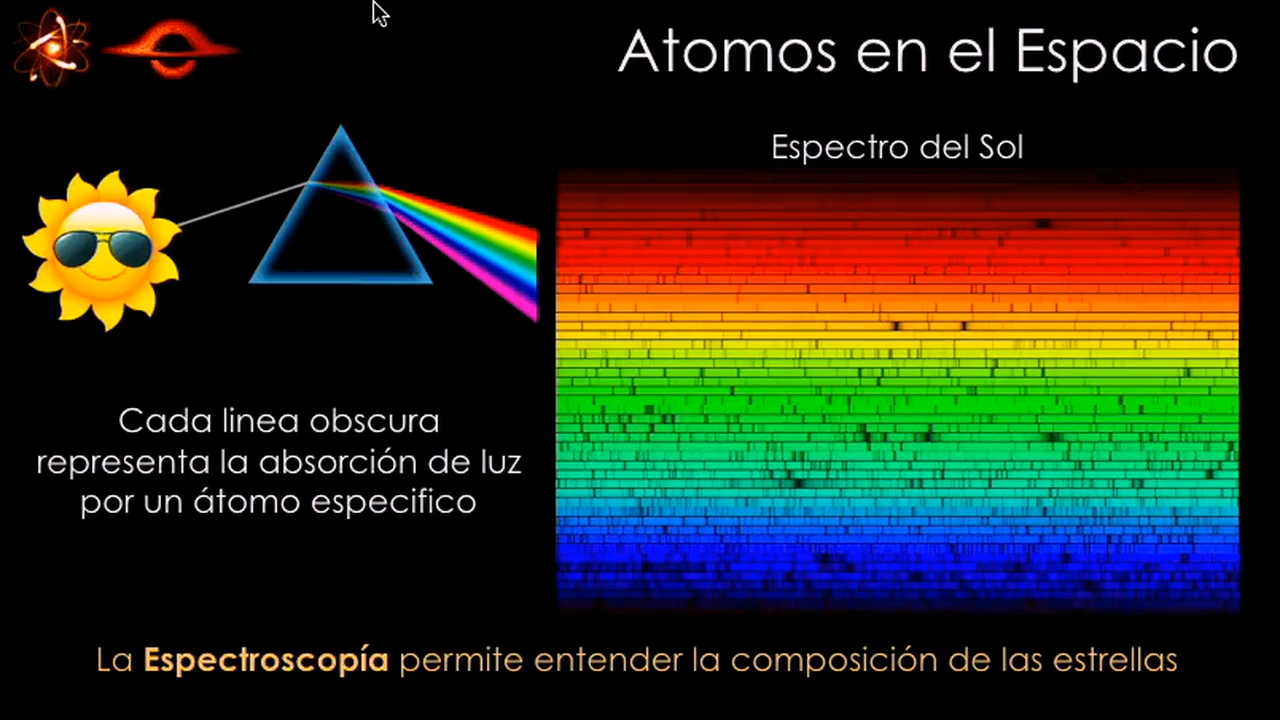 Atomos en el Espacio
Espectro del Sol
Cada linea obscura
representa la absorción de luz
por un átomo especifico
La Espectroscopía permite entender la composición de las estrellas